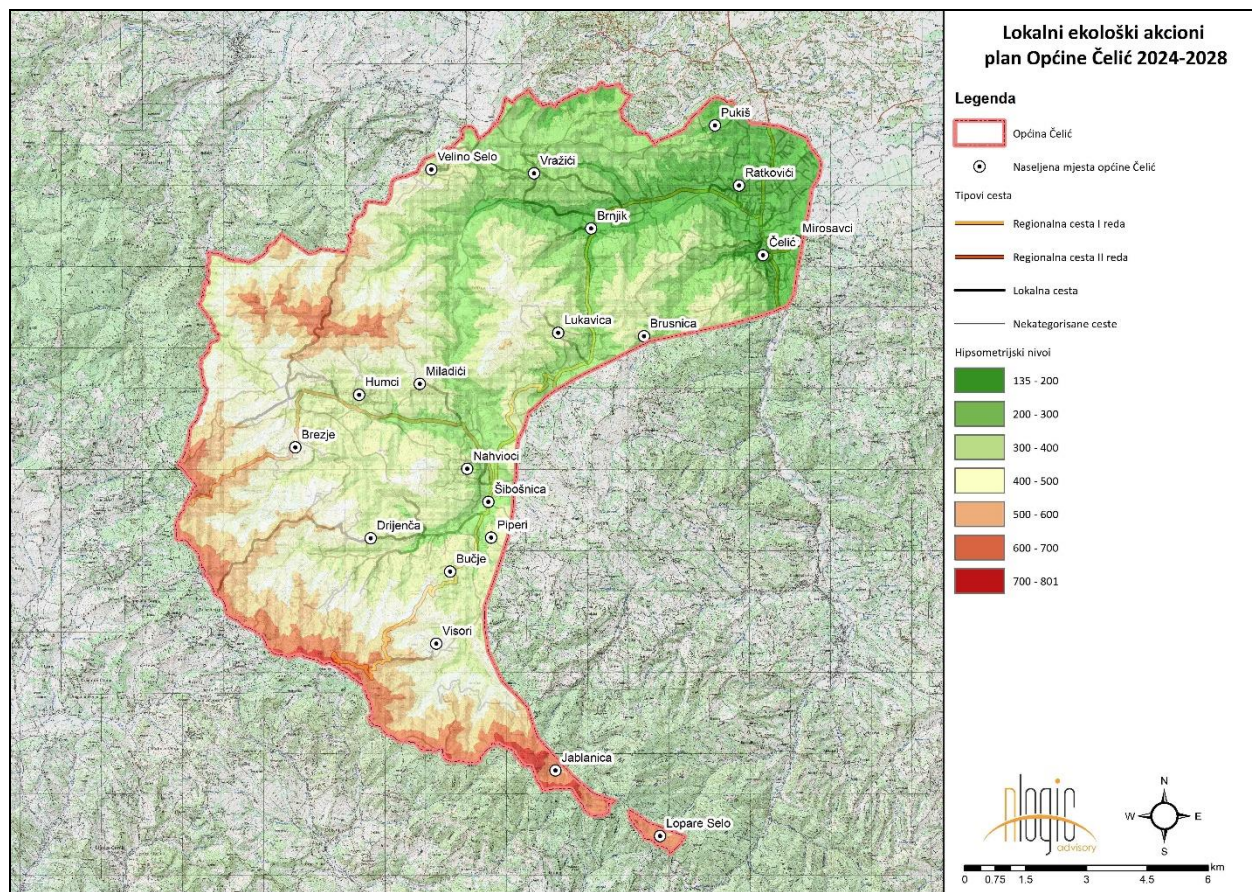 Lokalni ekološki akcioni
plan Općine Čelić 2024-2028
Legenda
Općina Čelić
Naseljena mjesta općine Čelić
Tipovi cesta
Regionalna cesta I reda
Regionalna cesta II reda
Lokalna cesta
Nekategorisane ceste
Hipsometrijski nivoi
135 - 200
200 - 300
300 - 400
400 - 500
500 - 600
600 - 700
700 - 801
Pukiš
Velino Selo
Vražići
Ratkovići
Brnjik
Mirosavci
Čelić
Lukavica
Brusnica
Miladići
Humci
Brezje
Nahvioci
Šibošnica
Drijenča
Piperi
Bučje
Visori
Jablanica
Lopare Selo
nlogic
advisory
N
W
E
S
km
0 0.75 1.5 3 4.5 6